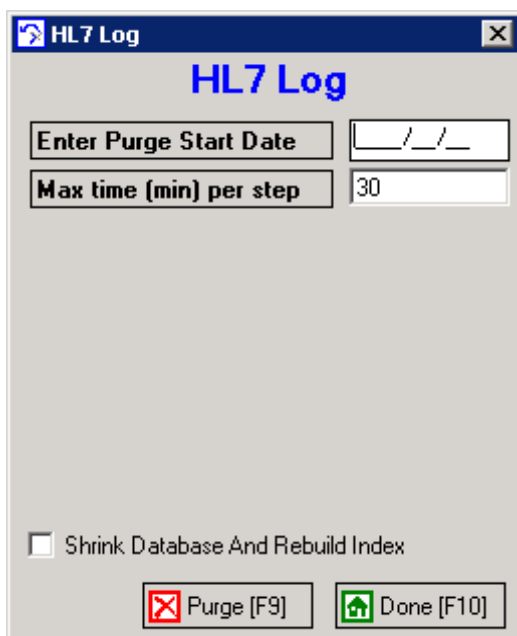 HL7 Log
HL7 Log
Enter Purge Start Date ___/__/__
Max time (min) per step 30
Shrink Database And Rebuild Index
Purge [F9] Done [F10]